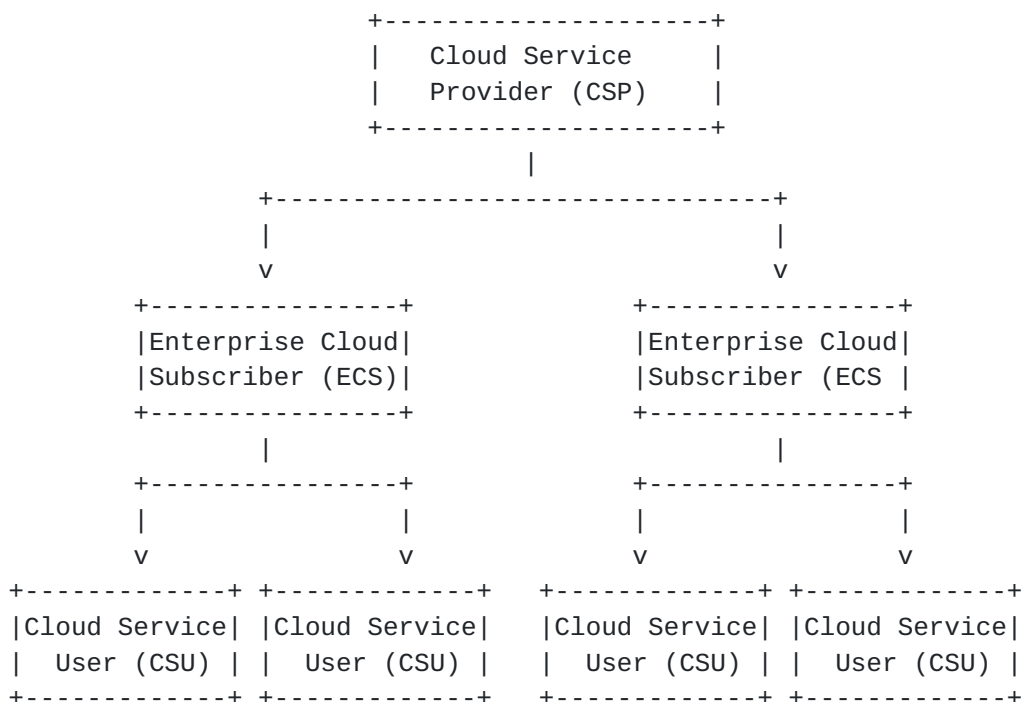 Cloud Service
Provider (CSP)
Enterprise Cloud
Subscriber (ECS)
Enterprise Cloud
Subscriber (ECS
Cloud Service
User (CSU)
Cloud Service
User (CSU)
Cloud Service
User (CSU)
Cloud Service
User (CSU)